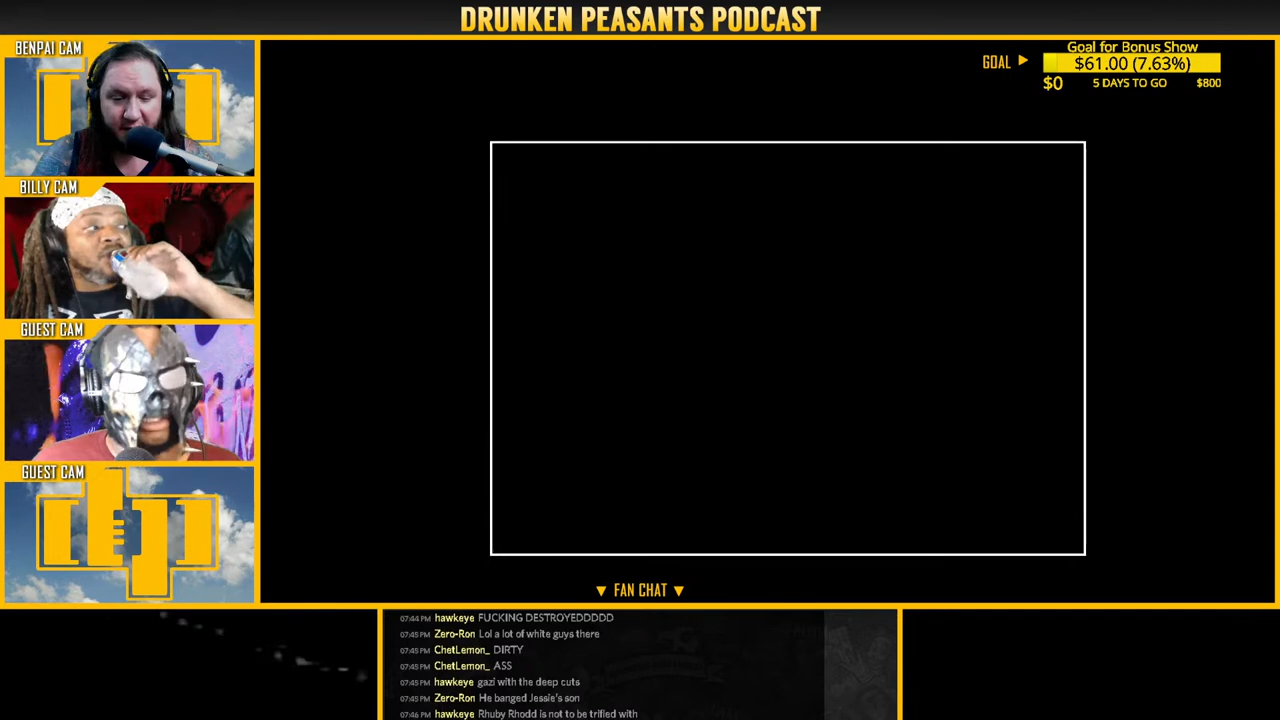 DRUNKEN PEASANTS PODCAST
BENPAI CAM
BILLY CAM
GUEST CAM
GUEST CAM
Goal for Bonus Show
GOAL ► $61.00 (7.63%)
$0 5 DAYS TO GO $800
▼ FAN CHAT ▼
07:44 PM hawkeye FUCKING DESTROYEDDDDD
07:45 PM Zero-Ron Lol a lot of white guys there
07:45 PM ChetLemon_ DIRTY
07:45 PM ChetLemon_ ASS
07:45 PM hawkeye gazi with the deep cuts
07:45 PM Zero-Ron He banged Jessie's son
07:46 PM hawkeye Rhuby Rhodd is not to be trified with